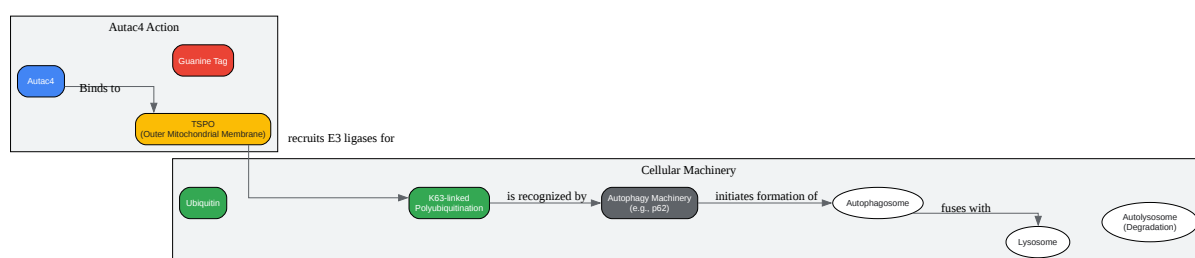 Autac4 Action
Guanine Tag
Autac4
Binds to
TSPO
(Outer Mitochondrial Membrane)
recruits E3 ligases for
Cellular Machinery
Ubiquitin
K63-linked
Polyubiquitination
is recognized by
Autophagy Machinery
(e.g., p62)
initiates formation of
Autophagosome
fuses with
Lysosome
Autolysosome
(Degradation)